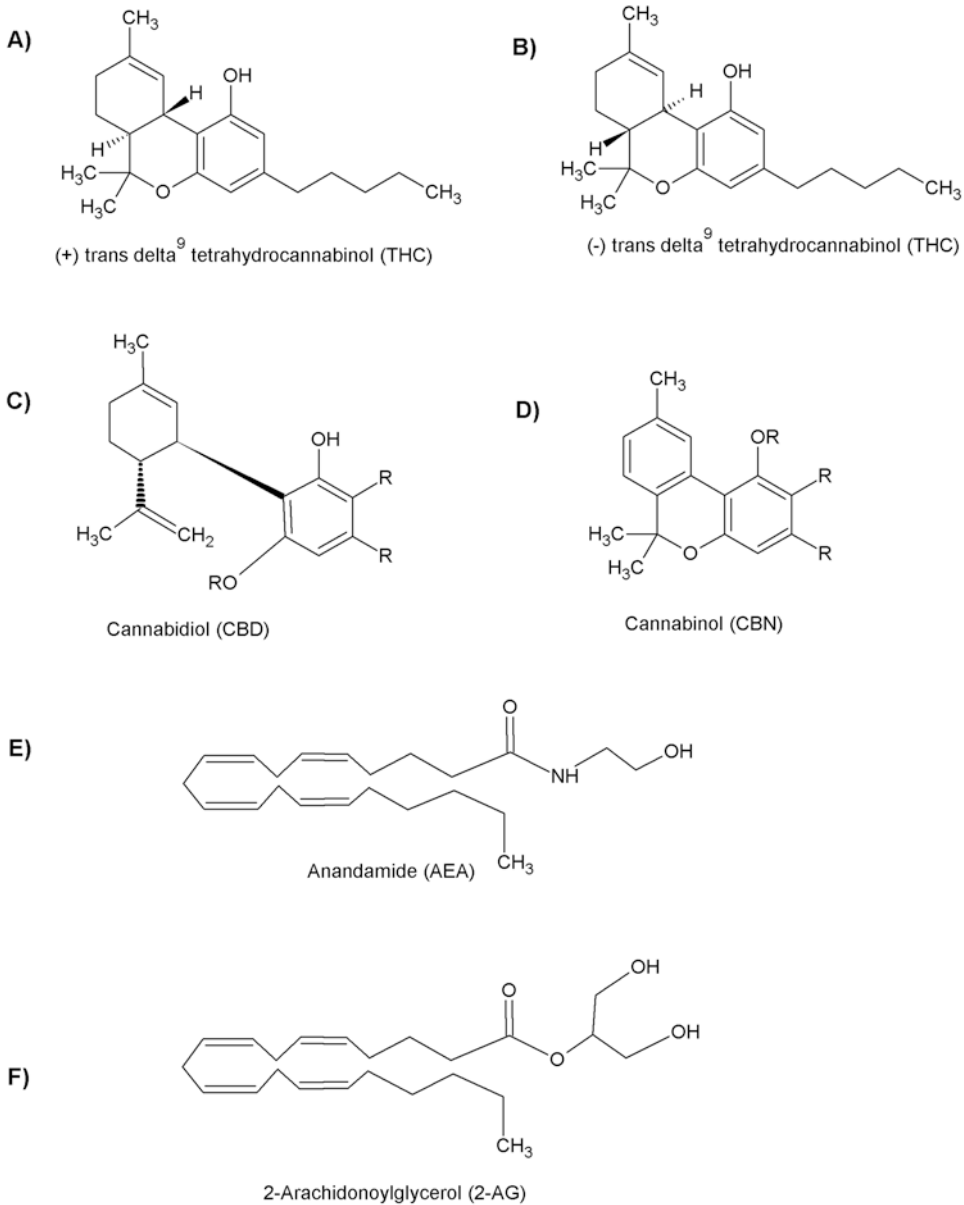 A)
CH₃
OH
H
H
H₃C
H₃C
O
CH₃
(+) trans delta⁹ tetrahydrocannabinol (THC)
B)
CH₃
OH
H
H
H₃C
H₃C
O
CH₃
(-) trans delta⁹ tetrahydrocannabinol (THC)
C)
H₃C
OH
R
R
H₃C
CH₂
RO
Cannabidiol (CBD)
D)
CH₃
OR
R
R
H₃C
H₃C
O
Cannabinol (CBN)
E)
O
NH
OH
CH₃
Anandamide (AEA)
F)
O
O
OH
OH
CH₃
2-Arachidonoylglycerol (2-AG)